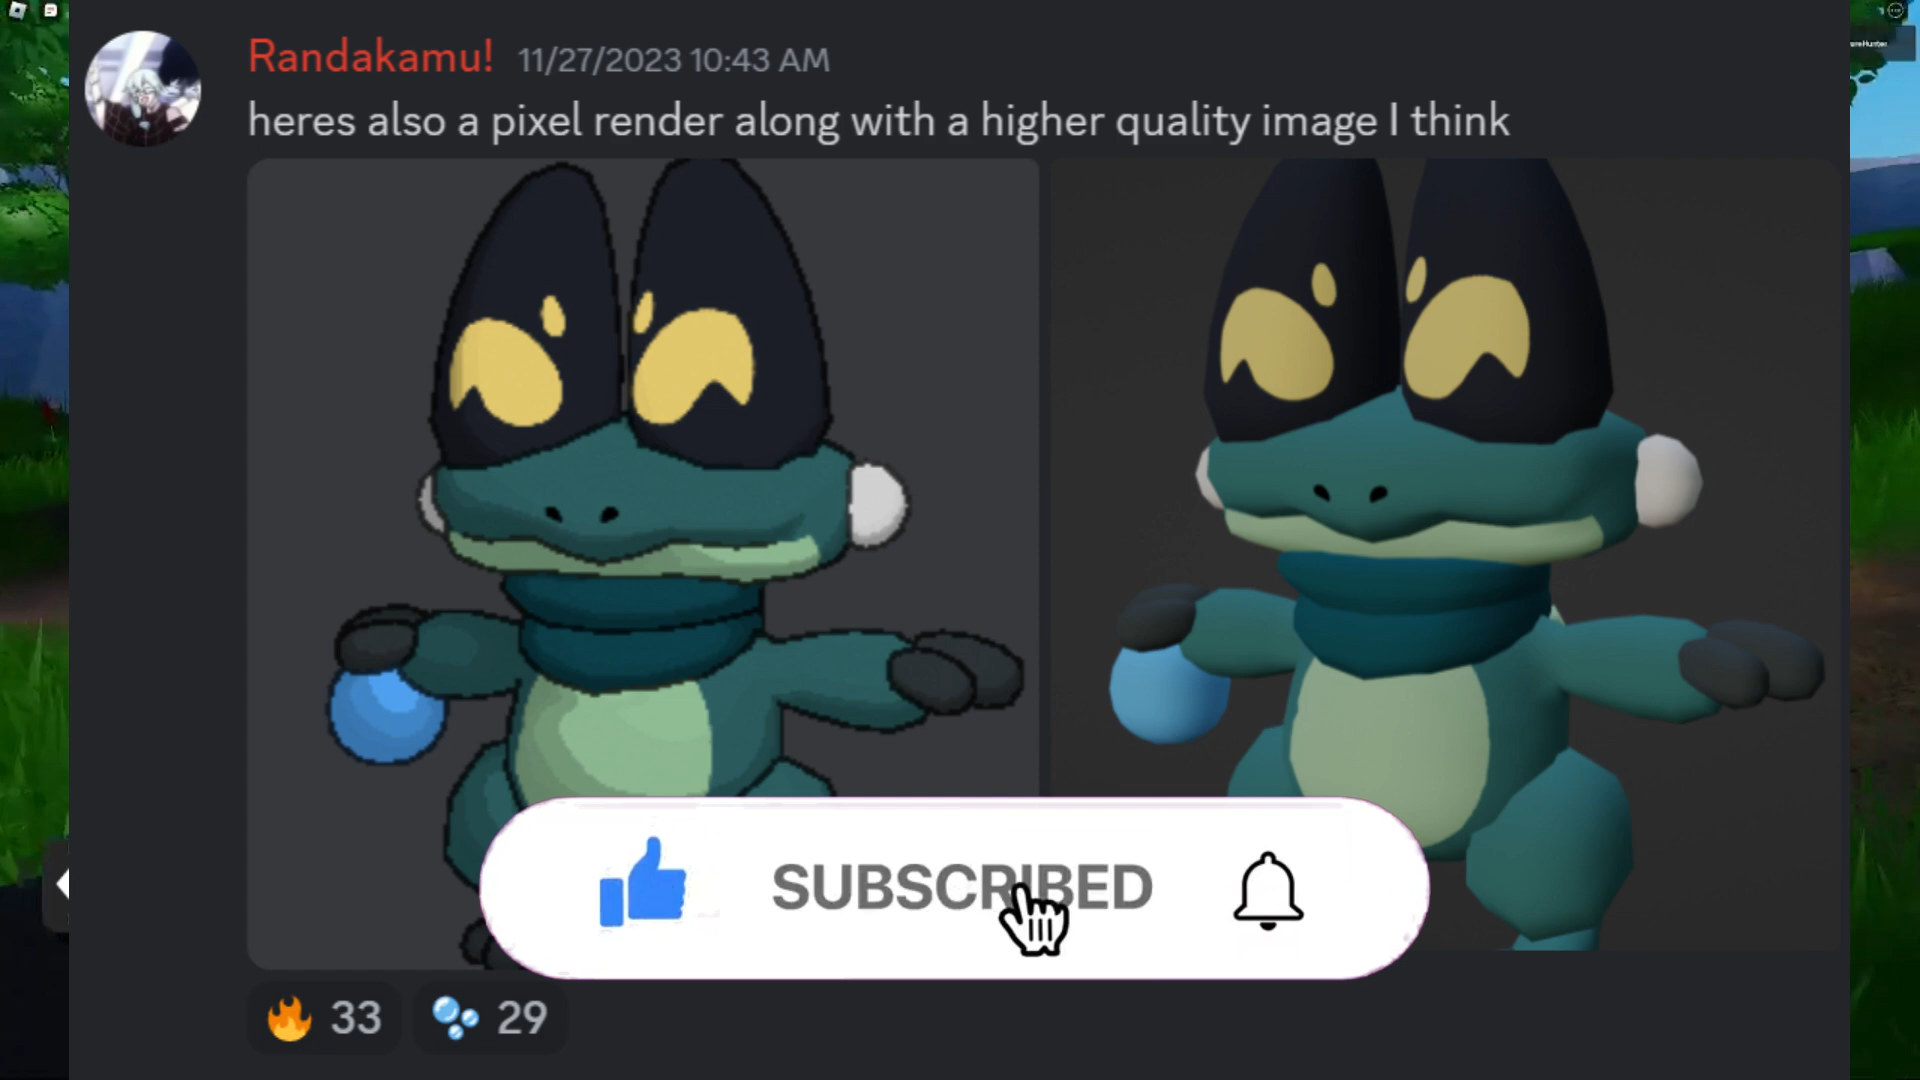 Randakamu! 11/27/2023 10:43 AM
heres also a pixel render along with a higher quality image I think
SUBSCRIBED
33 29